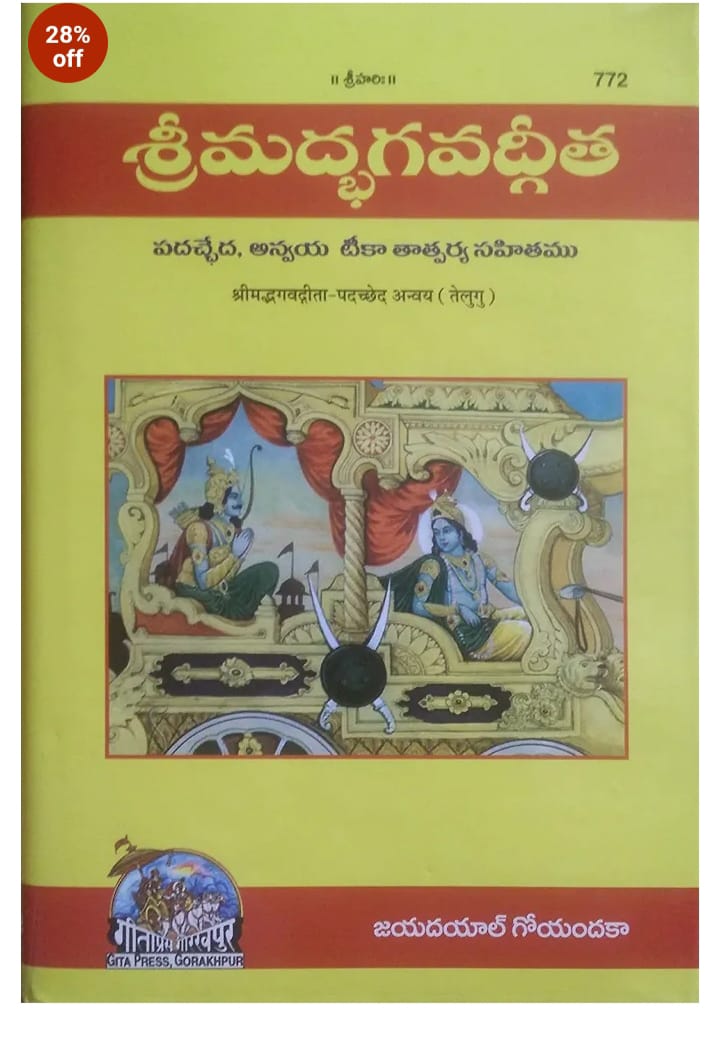 28%
off
॥ శ్రీహరిః ॥ 772
శ్రీమద్భగవద్గీత
పదచ్ఛేద, అన్వయ టీకా తాత్పర్య సహితము
श्रीमद्भगवद्गीता-पदच्छेद अन्वय ( तेलुगु )
गीताप्रेस गोरखपुर
GITA PRESS, GORAKHPUR
జయదయాల్ గోయందకా